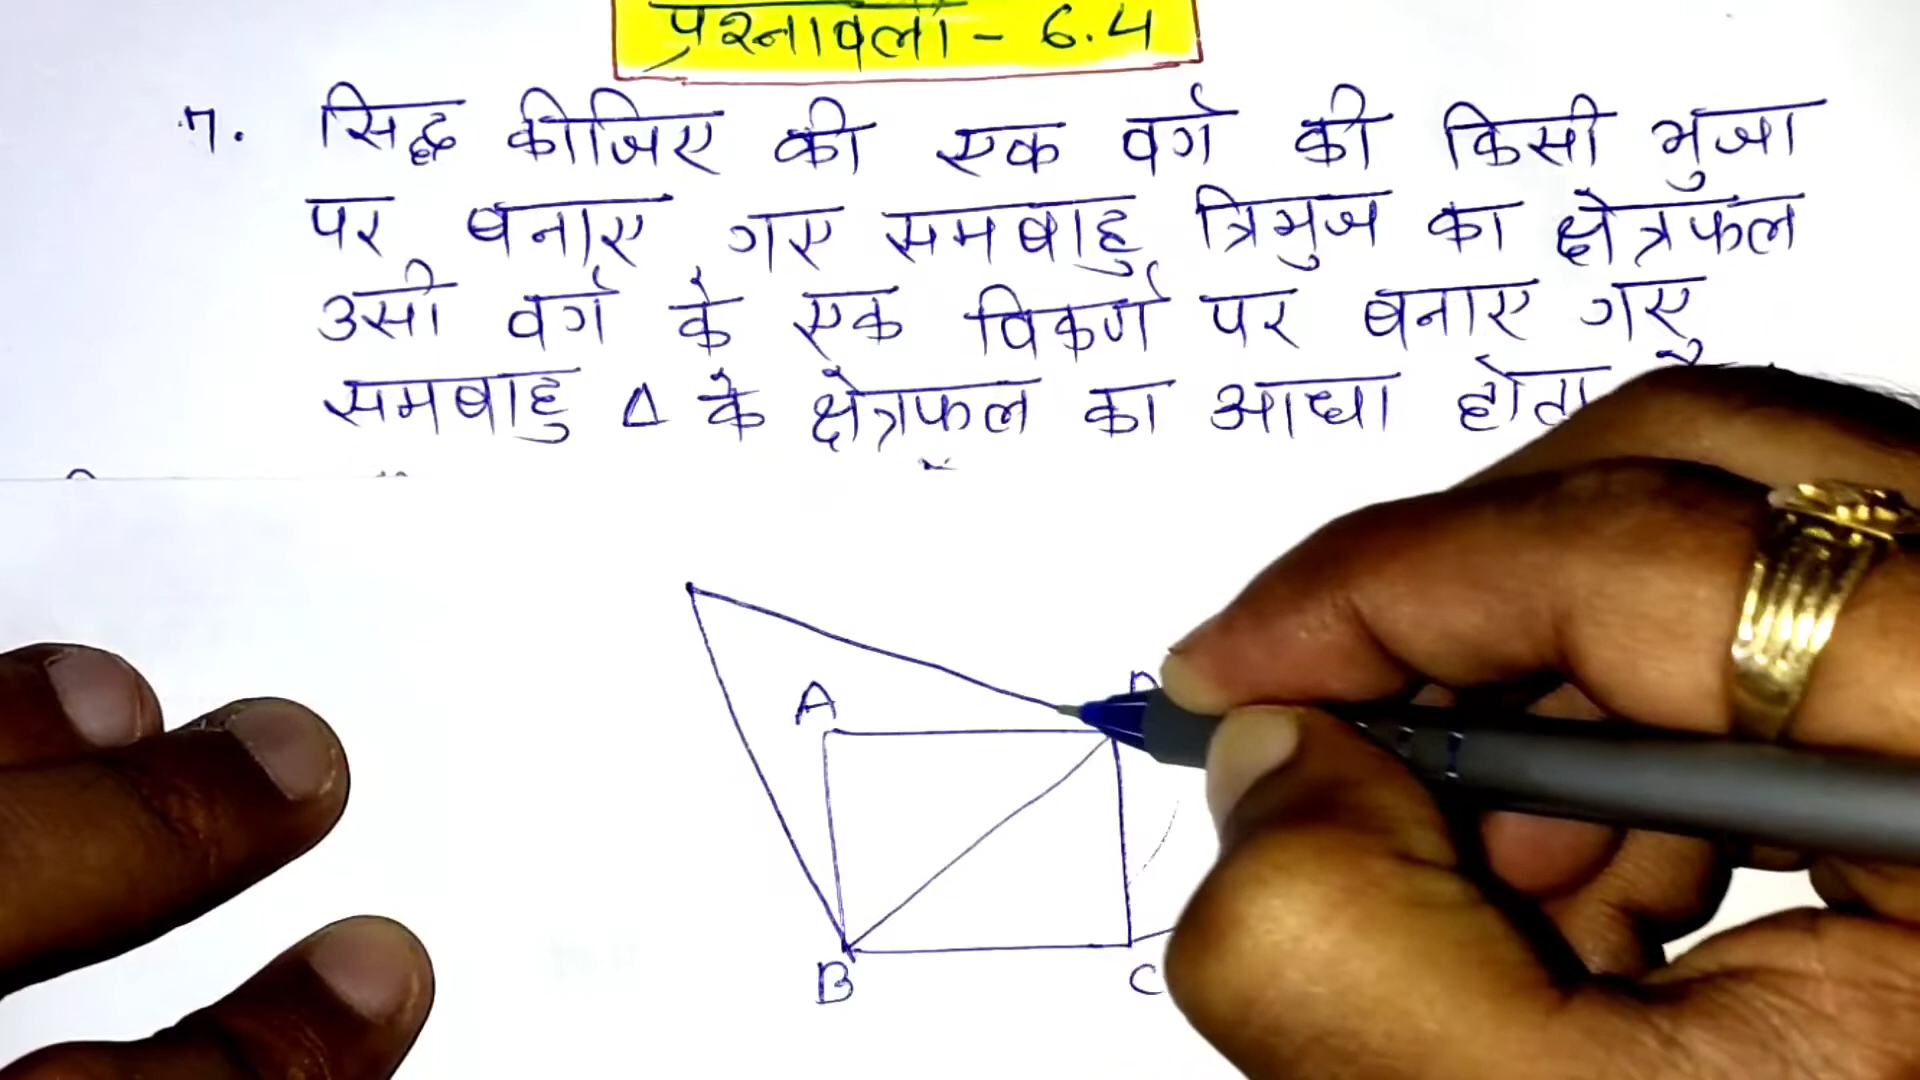 प्रश्नावली - 6.4
7. सिद्ध कीजिए की एक वर्ग की किसी भुजा
पर बनाए गए समबाहु त्रिभुज का क्षेत्रफल
उसी वर्ग के एक विकर्ण पर बनाए गए
समबाहु Δ के क्षेत्रफल का आधा होता
A
B
C